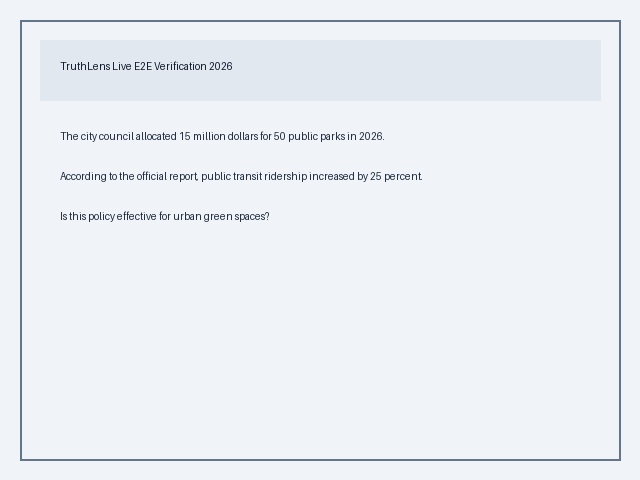 TruthLens Live E2E Verification 2026
The city council allocated 15 million dollars for 50 public parks in 2026.
According to the official report, public transit ridership increased by 25 percent.
Is this policy effective for urban green spaces?